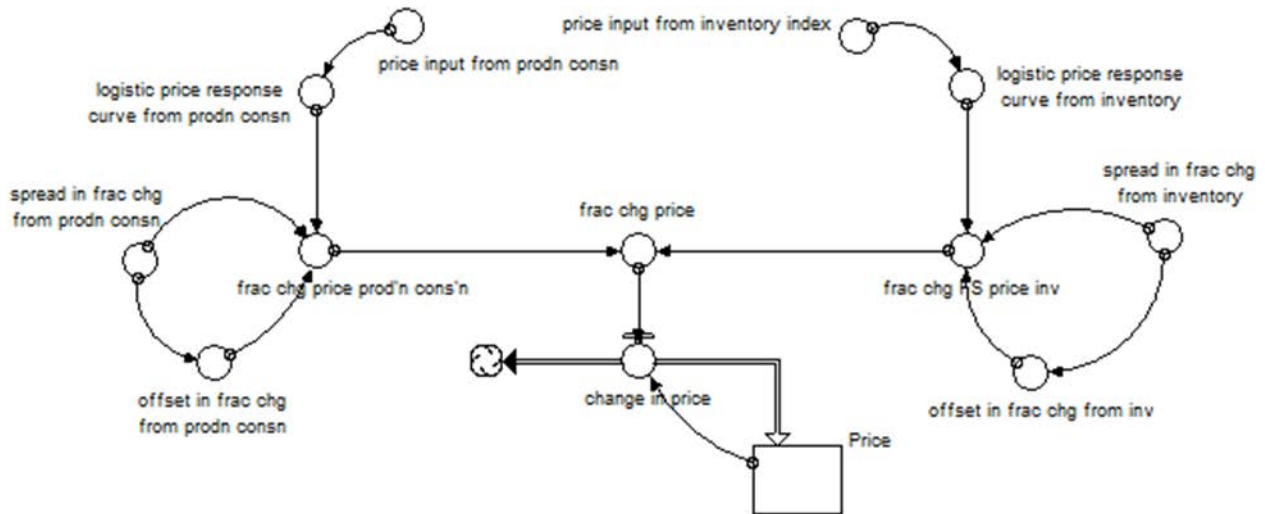 price input from prodn consn
price input from inventory index
logistic price response
curve from prodn consn
logistic price response
curve from inventory
spread in frac chg
from prodn consn
frac chg price
spread in frac chg
from inventory
frac chg price prod'n cons'n
frac chg PS price inv
offset in frac chg
from prodn consn
change in price
offset in frac chg from inv
Price